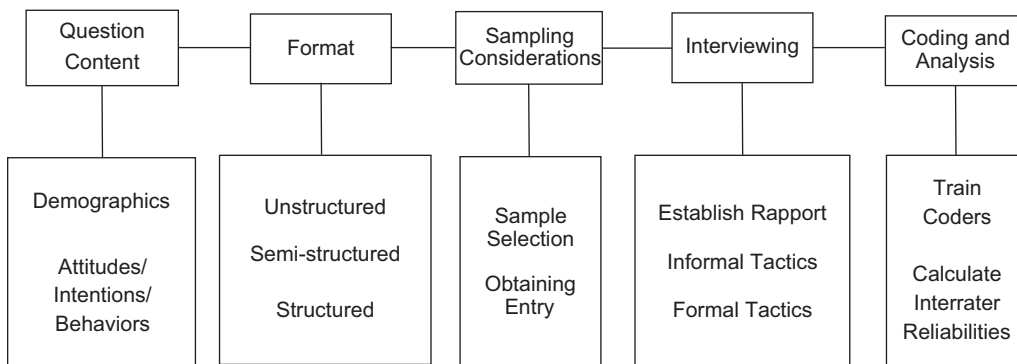 Question
Content
Format
Sampling
Considerations
Interviewing
Coding and
Analysis
Demographics
Attitudes/
Intentions/
Behaviors
Unstructured
Semi-structured
Structured
Sample
Selection
Obtaining
Entry
Establish Rapport
Informal Tactics
Formal Tactics
Train
Coders
Calculate
Interrater
Reliabilities